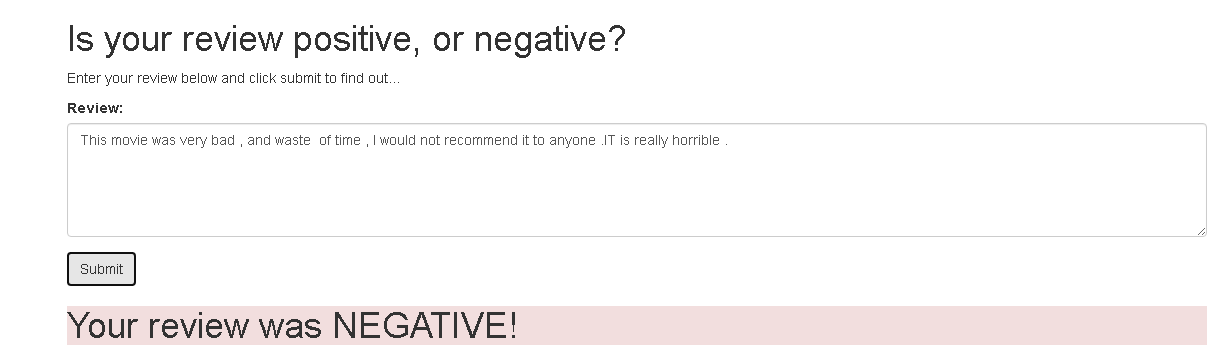 Is your review positive, or negative?
Enter your review below and click submit to find out...
Review:
This movie was very bad , and waste  of time , I would not recommend it to anyone .IT is really horrible .
Submit
Your review was NEGATIVE!